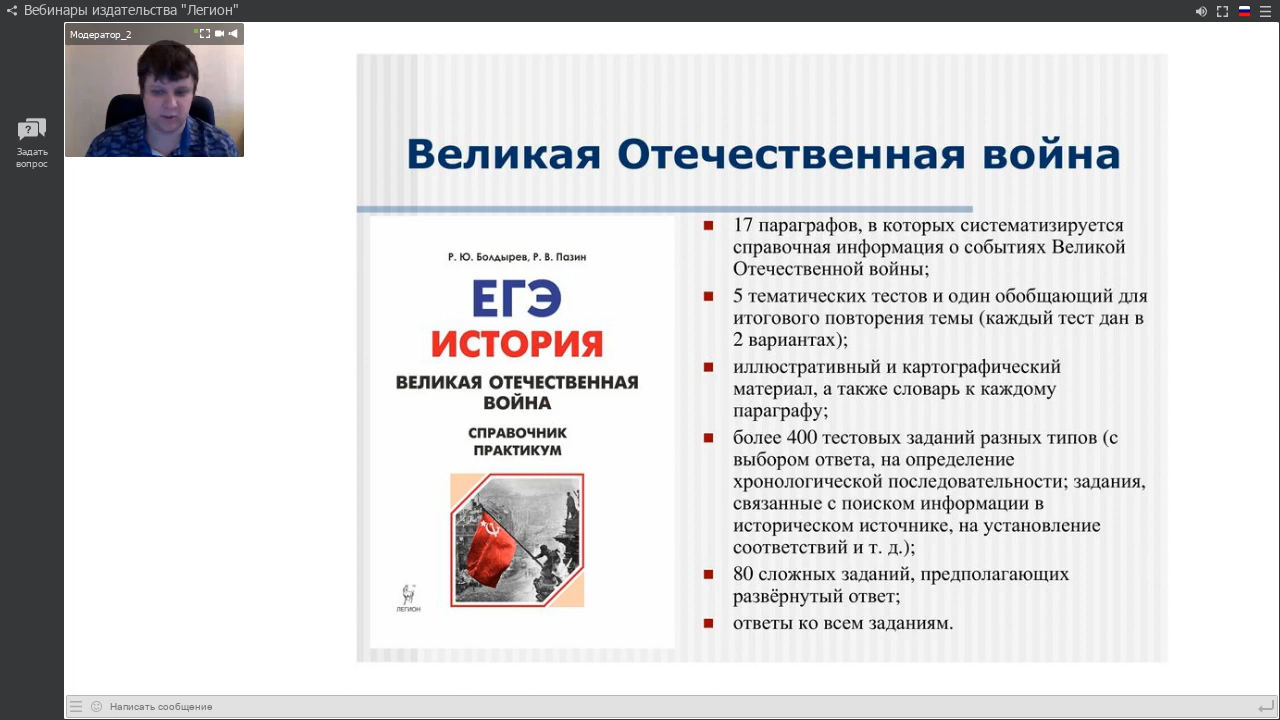 Вебинары издательства "Легион"
Модератор_2
Задать
вопрос
Великая Отечественная война
Р. Ю. Болдырев, Р. В. Пазин
ЕГЭ
ИСТОРИЯ
ВЕЛИКАЯ ОТЕЧЕСТВЕННАЯ
ВОЙНА
СПРАВОЧНИК
ПРАКТИКУМ
ЛЕГИОН
17 параграфов, в которых систематизируется
справочная информация о событиях Великой
Отечественной войны;
5 тематических тестов и один обобщающий для
итогового повторения темы (каждый тест дан в
2 вариантах);
иллюстративный и картографический
материал, а также словарь к каждому
параграфу;
более 400 тестовых заданий разных типов (с
выбором ответа, на определение
хронологической последовательности; задания,
связанные с поиском информации в
историческом источнике, на установление
соответствий и т. д.);
80 сложных заданий, предполагающих
развёрнутый ответ;
ответы ко всем заданиям.
Написать сообщение